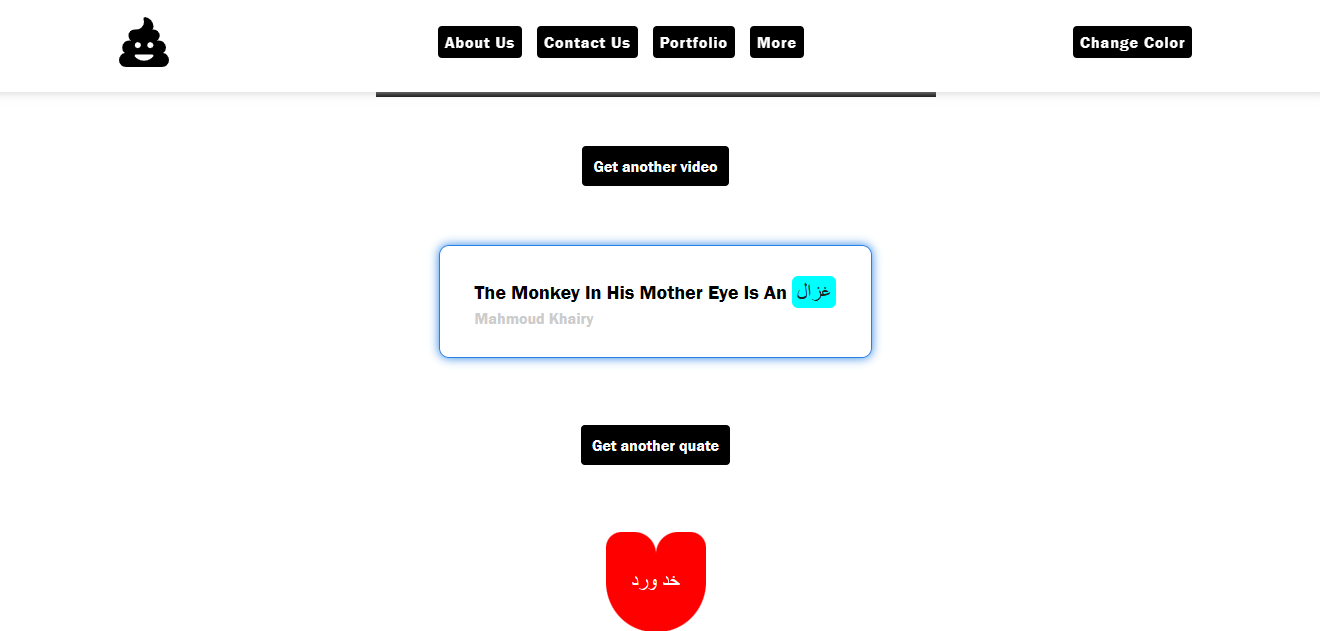 About Us
Contact Us
Portfolio
More
Change Color
Get another video
The Monkey In His Mother Eye Is An غزال
Mahmoud Khairy
Get another quate
خد ورد